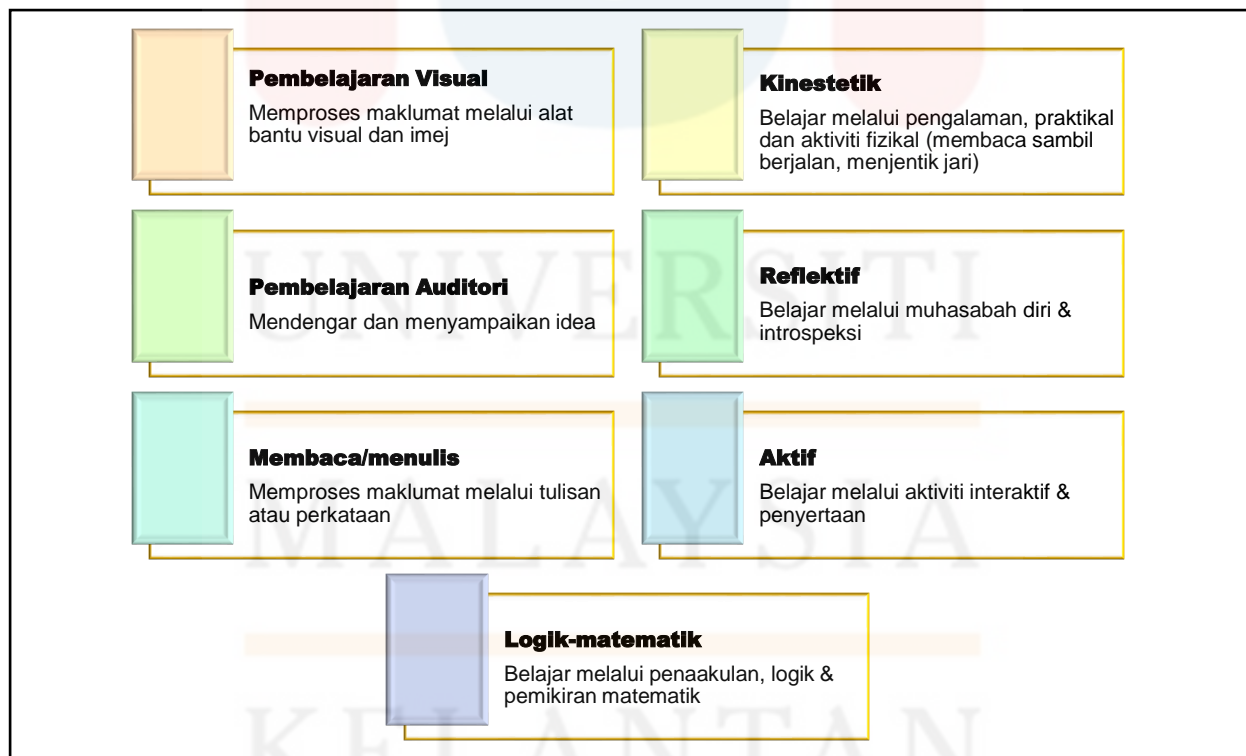 Pembelajaran Visual
Memproses maklumat melalui alat
bantu visual dan imej
Kinestetik
Belajar melalui pengalaman, praktikal
dan aktiviti fizikal (membaca sambil
berjalan, menjentik jari)
Pembelajaran Auditori
Mendengar dan menyampaikan idea
Reflektif
Belajar melalui muhasabah diri &
introspeksi
Membaca/menulis
Memproses maklumat melalui tulisan
atau perkataan
Aktif
Belajar melalui aktiviti interaktif &
penyertaan
Logik-matematik
Belajar melalui penaakulan, logik &
pemikiran matematik
UNIVERSITI
MALAYSIA
KELANTAN